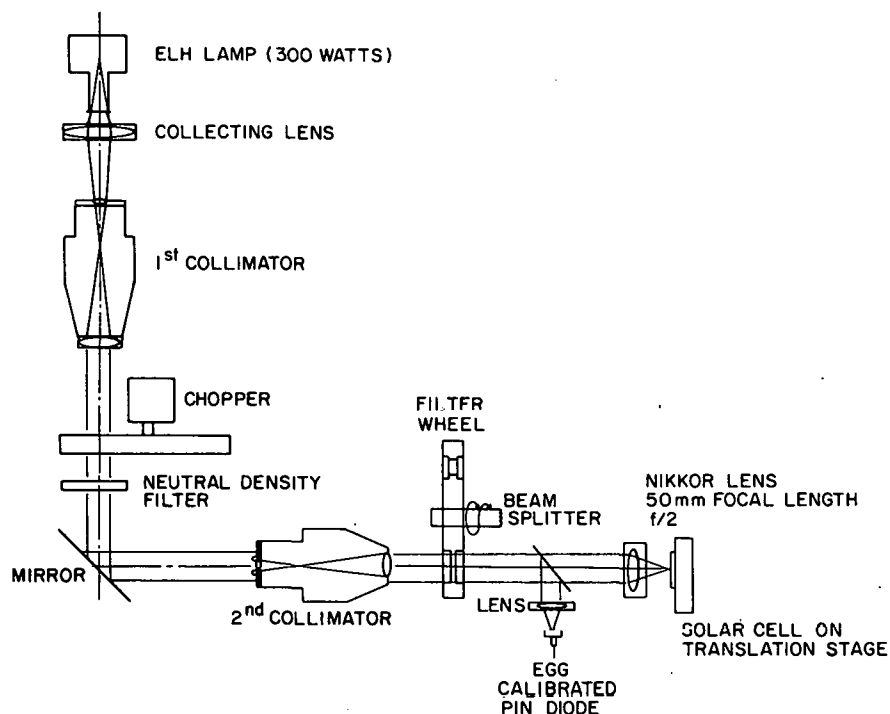 ELH LAMP (300 WATTS)
COLLECTING LENS
1st COLLIMATOR
CHOPPER
NEUTRAL DENSITY
FILTER
MIRROR
2nd COLLIMATOR
FILTFR
WHEEL
BEAM
SPLITTER
LENS
EGG
CALIBRATED
PIN DIODE
NIKKOR LENS
50mm FOCAL LENGTH
f/2
SOLAR CELL ON
TRANSLATION STAGE